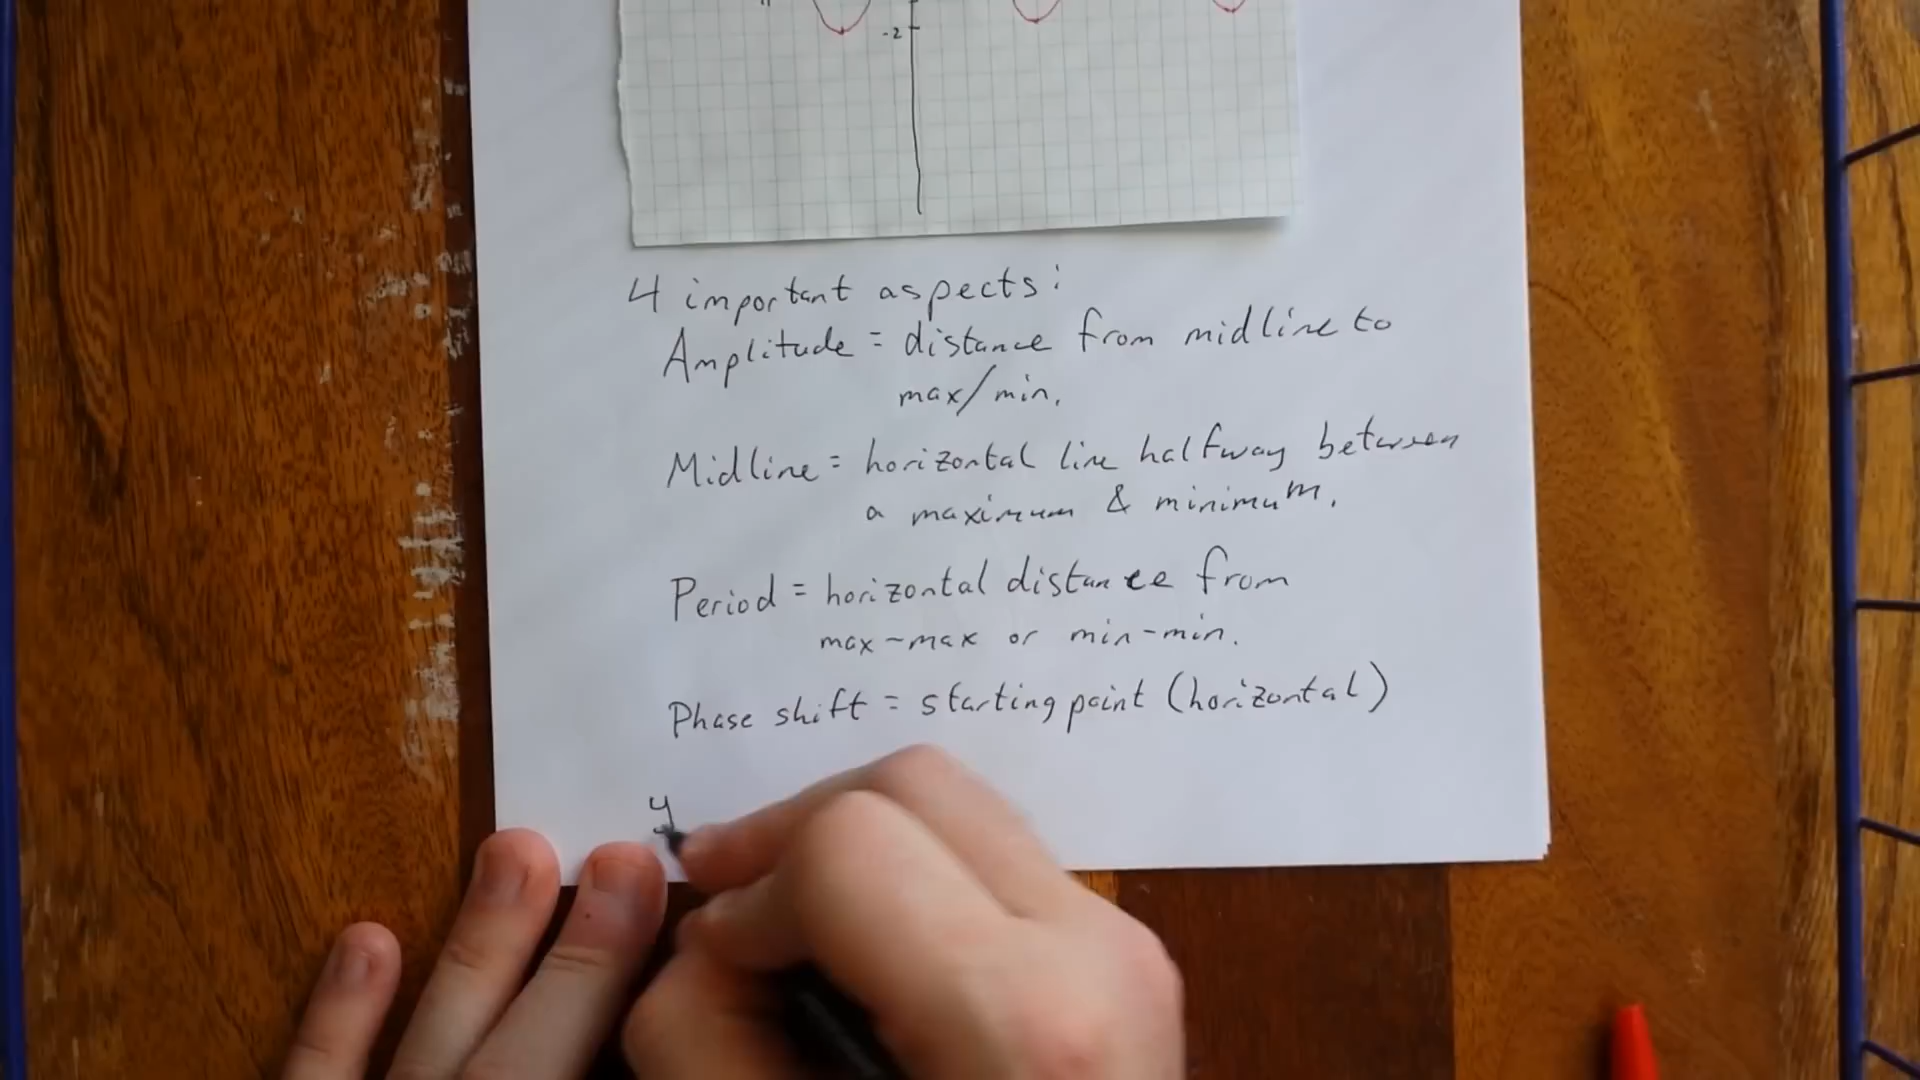 -2
4 important aspects:
Amplitude = distance from midline to
max/min.
Midline = horizontal line halfway between
a maximum & minimum.
Period = horizontal distance from
max-max or min-min.
Phase shift = starting point (horizontal)
y